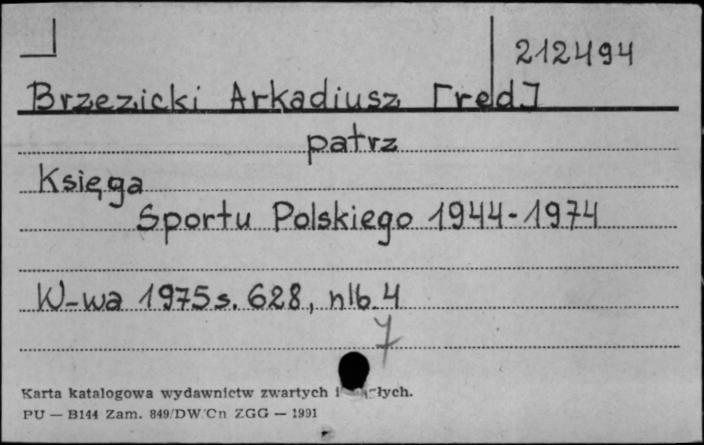 212494
Brzezicki Arkadiusz [red.]
patrz
Księga
Sportu Polskiego 1944-1974
W-wa 1975 s. 628, nlb. 4
7
Karta katalogowa wydawnictw zwartych i
PU — B144 Zam. 849/DW/Cn ZGG — 1991